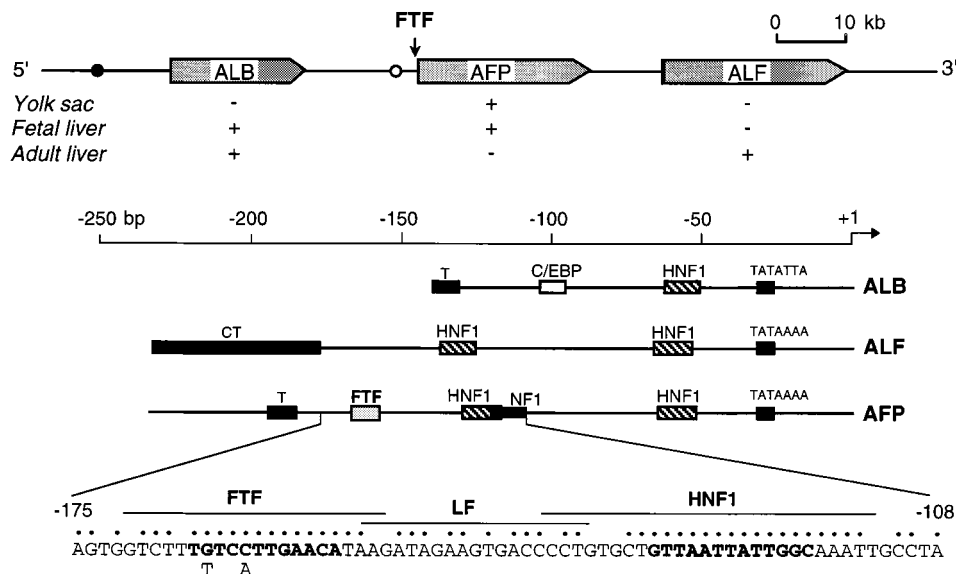 FTF 0 10 kb
5' ALB AFP ALF 3'
Yolk sac - + -
Fetal liver + + -
Adult liver + - +
-250 bp -200 -150 -100 -50 +1
T C/EBP HNF1 TATATTA ALB
CT HNF1 HNF1 TATAAAA ALF
T FTF HNF1 NF1 HNF1 TATAAAA AFP
-175 FTF LF HNF1 -108
AGTGGTCTTTTGTCCTTGAACATAAGATAGAAGTGACCCCTGTGCTGTTAATTATTGGCAAATTGCCTA
T A